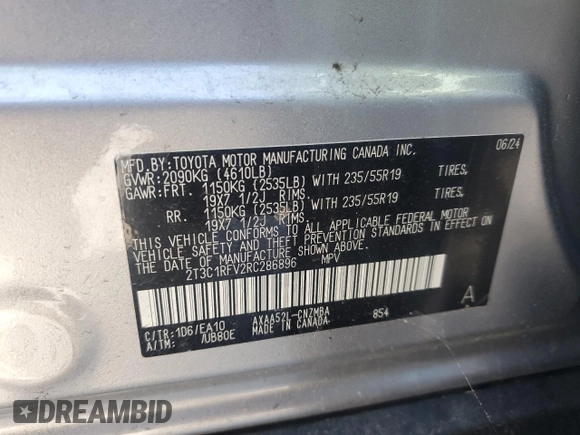 MFD.BY:TOYOTA MOTOR MANUFACTURING CANADA INC. 06/24
GVWR:2090KG (4610LB)
GAWR:FRT. 1150KG (2535LB) WITH 235/55R19 TIRES,
19X7 1/2J RIMS
RR. 1150KG (2535LB) WITH 235/55R19 TIRES,
19X7 1/2J RIMS
THIS VEHICLE CONFORMS TO ALL APPLICABLE FEDERAL MOTOR
VEHICLE SAFETY AND THEFT PREVENTION STANDARDS IN EFFECT ON
THE DATE OF MANUFACTURE SHOWN ABOVE.
2T3C1RFV2RC286896 MPV
A
C/TR:1D6/EA10 AXAA52L-CNZMBA 854
A/TM: /UB80E MADE IN CANADA
DREAMBID